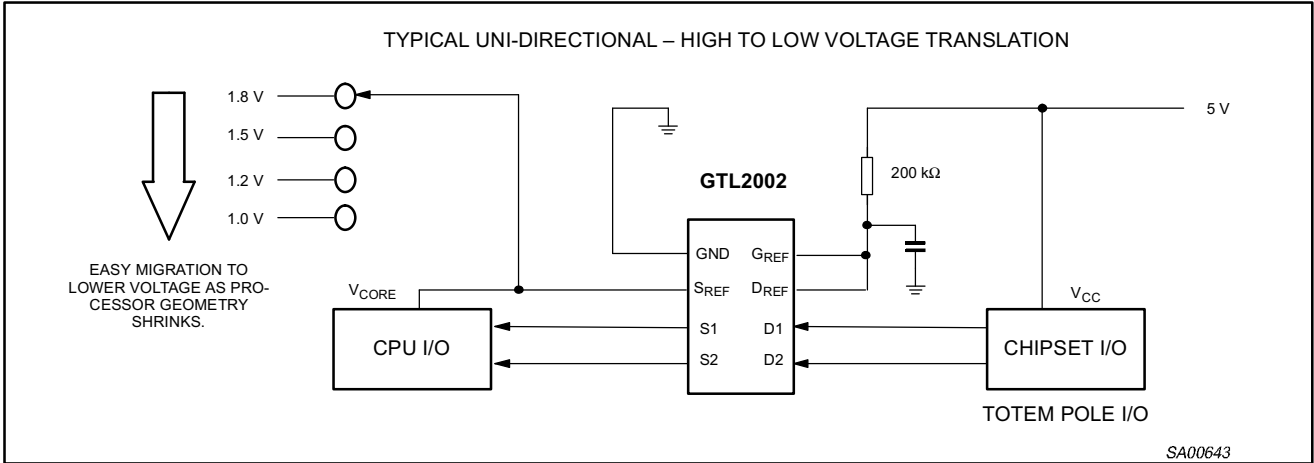 TYPICAL UNI-DIRECTIONAL – HIGH TO LOW VOLTAGE TRANSLATION
1.8 V
1.5 V
1.2 V
1.0 V
EASY MIGRATION TO
LOWER VOLTAGE AS PRO-
CESSOR GEOMETRY
SHRINKS.
5 V
200 kΩ
GTL2002
GND GREF
SREF DREF
S1 D1
S2 D2
VCORE
CPU I/O
VCC
CHIPSET I/O
TOTEM POLE I/O
SA00643